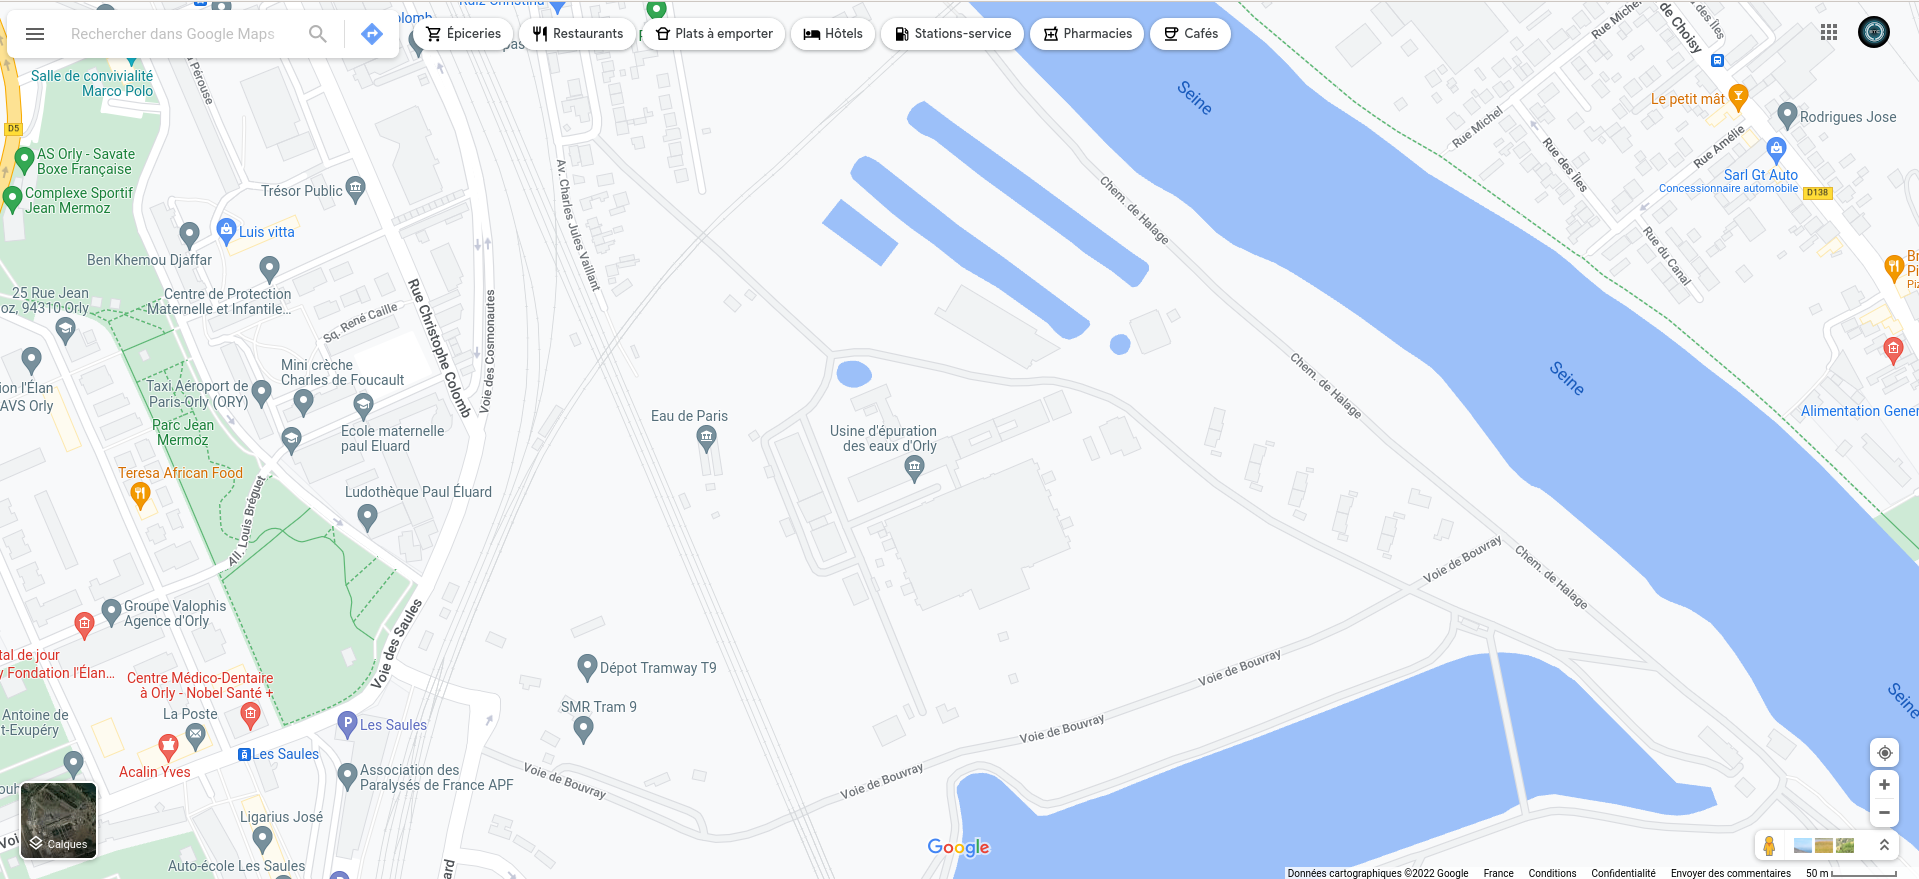 Rechercher dans Google Maps
Épiceries
Restaurants
Plats à emporter
Hôtels
Stations-service
Pharmacies
Cafés
Salle de convivialité
Marco Polo
D5
AS Orly - Savate
Boxe Française
Complexe Sportif
Jean Mermoz
Trésor Public
Luis vitta
Ben Khemou Djaffar
Centre de Protection
Maternelle et Infantile...
25 Rue Jean
oz, 94310 Orly
Sq. René Caille
Rue Christophe Colomb
Voie des Cosmonautes
Av. Charles Jules Vaillant
Mini crèche
Charles de Foucault
Taxi Aéroport de
Paris-Orly (ORY)
ion l'Élan
AVS Orly
Parc Jean
Mermoz
Ecole maternelle
paul Eluard
Teresa African Food
Ludothèque Paul Éluard
All. Louis Bréguet
Groupe Valophis
Agence d'Orly
tal de jour
y Fondation l'Élan...
Voie des Saules
Centre Médico-Dentaire
à Orly - Nobel Santé +
La Poste
Antoine de
t-Exupéry
Les Saules
Les Saules
Acalin Yves
Association des
Paralysés de France APF
Ligarius José
Auto-école Les Saules
Calques
Eau de Paris
Usine d'épuration
des eaux d'Orly
Dépot Tramway T9
SMR Tram 9
Voie de Bouvray
Voie de Bouvray
Voie de Bouvray
Voie de Bouvray
Voie de Bouvray
Chem. de Halage
Chem. de Halage
Chem. de Halage
Seine
Seine
Seine
Rue Michel
Rue Michel
de Choisy
des Îles
Le petit mât
Rodrigues Jose
Rue des Îles
Rue Amélie
Sarl Gt Auto
Concessionnaire automobile
D138
Rue du Canal
Alimentation Gener
Google
Données cartographiques ©2022 Google
France
Conditions
Confidentialité
Envoyer des commentaires
50 m